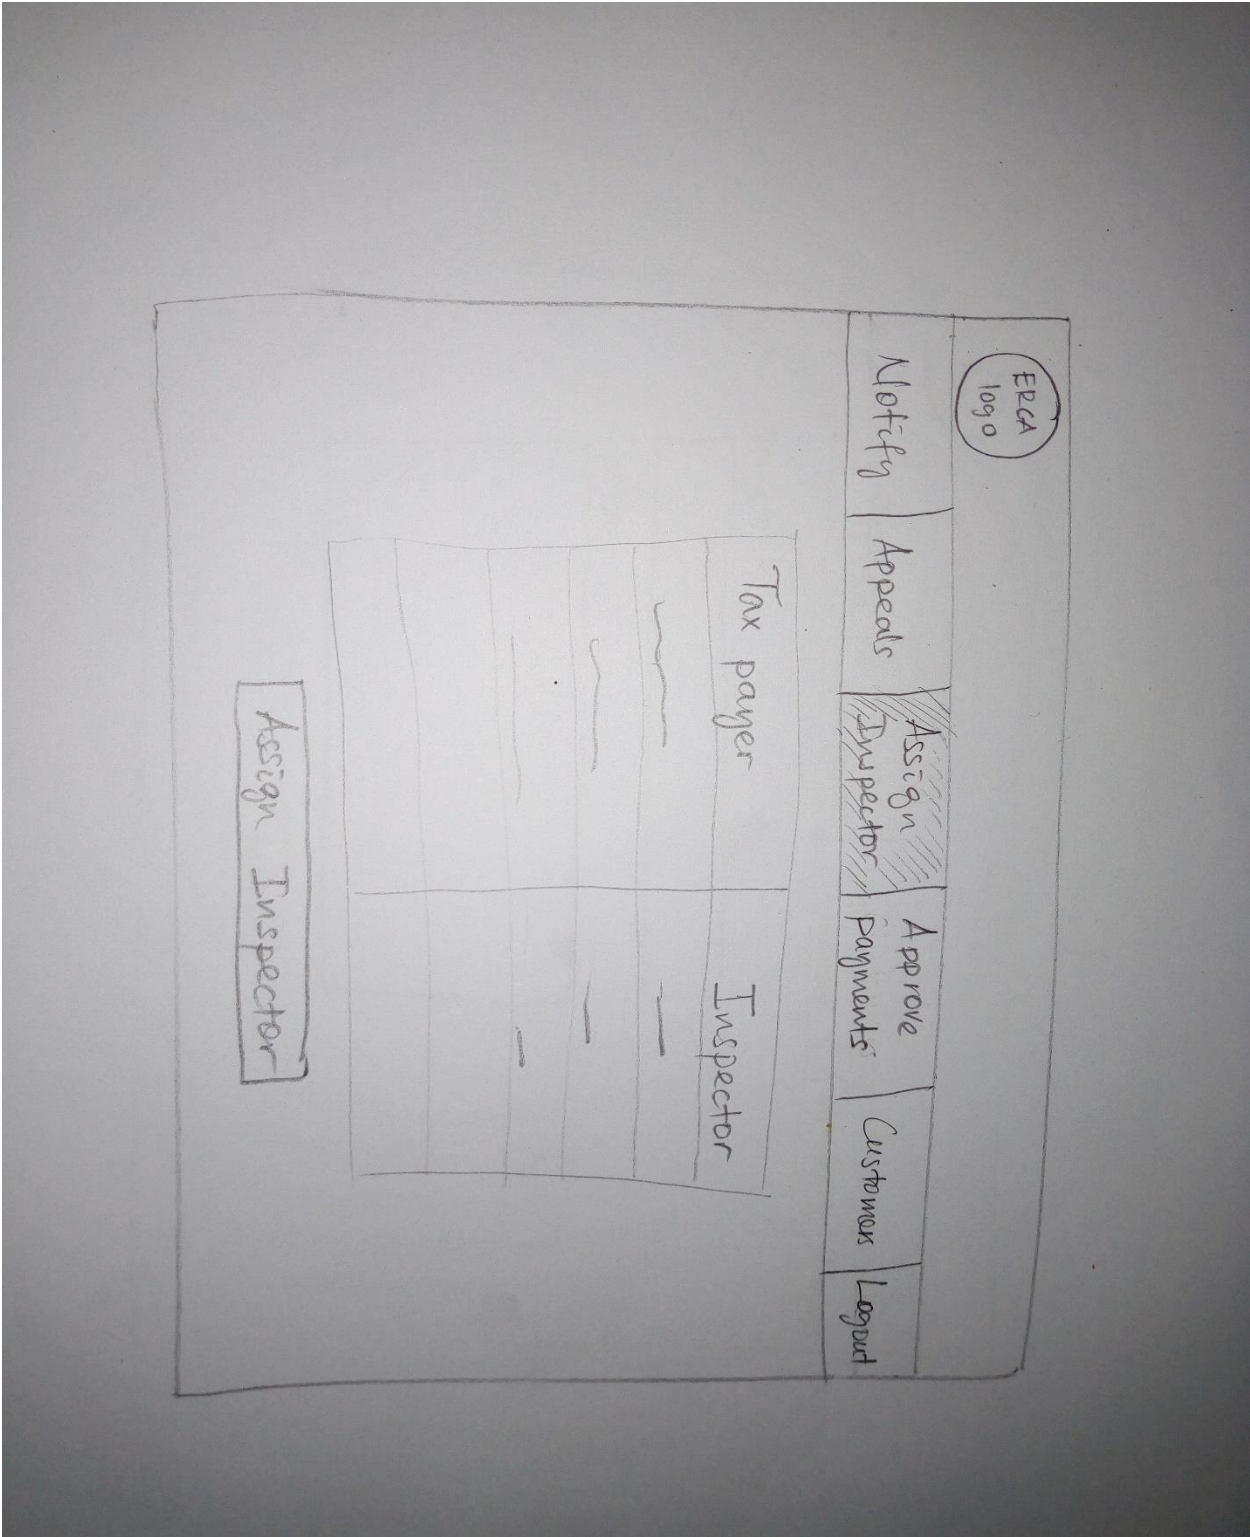 ERCA
logo
Notify
Appeals
Assign
Inspector
Approve
payments
Customers
Logout
Tax payer
Inspector
Assign Inspector